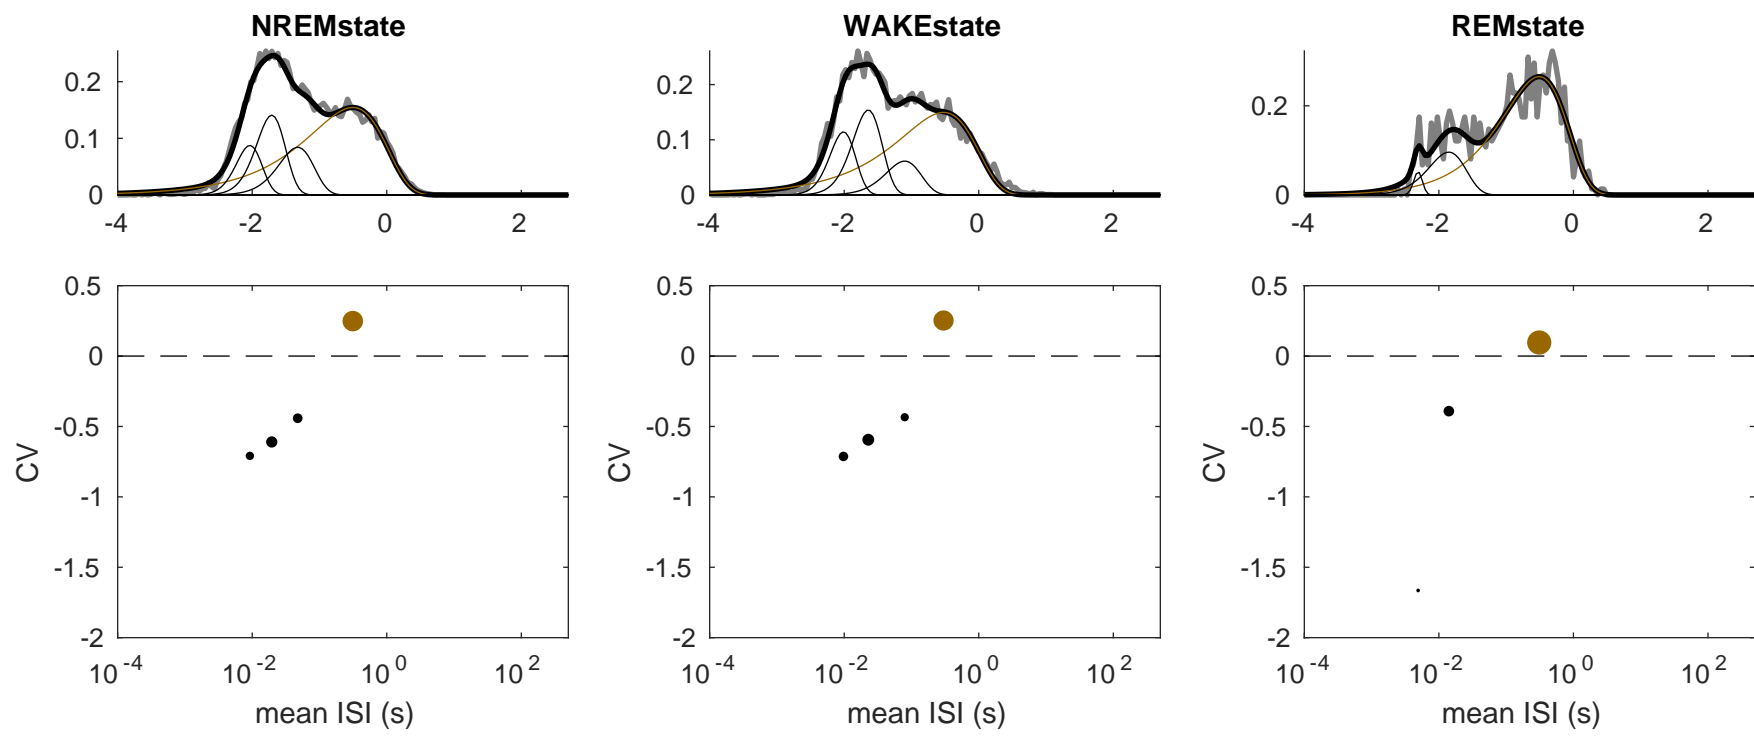 NREMstate WAKEstate REMstate
0.2 0.2 0.2
0.1 0.1
0 0 0
-4 -2 0 2 -4 -2 0 2 -4 -2 0 2
0.5 0.5 0.5
0 0 0
-0.5 -0.5 -0.5
-1 -1 -1
-1.5 -1.5 -1.5
-2 -2 -2
CV CV CV
10^-4 10^-2 10^0 10^2 10^-4 10^-2 10^0 10^2 10^-4 10^-2 10^0 10^2
mean ISI (s) mean ISI (s) mean ISI (s)